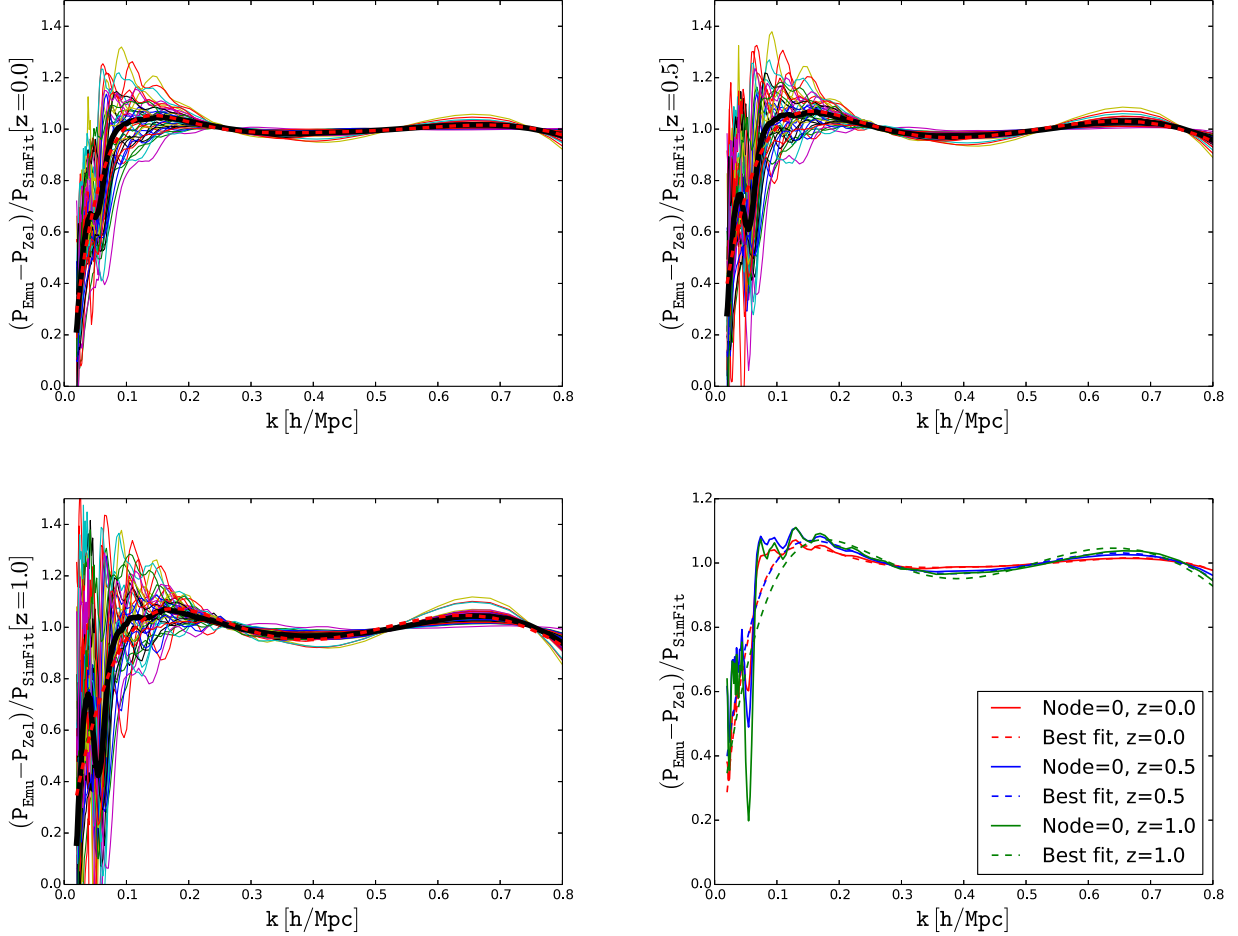 1.4
1.2
1.0
0.8
0.6
0.4
0.2
0.0
(P_Emu−P_Zel)/P_SimFit[z=0.0]
0.0 0.1 0.2 0.3 0.4 0.5 0.6 0.7 0.8
k [h/Mpc]
1.4
1.2
1.0
0.8
0.6
0.4
0.2
0.0
(P_Emu−P_Zel)/P_SimFit[z=0.5]
0.0 0.1 0.2 0.3 0.4 0.5 0.6 0.7 0.8
k [h/Mpc]
1.4
1.2
1.0
0.8
0.6
0.4
0.2
0.0
(P_Emu−P_Zel)/P_SimFit[z=1.0]
0.0 0.1 0.2 0.3 0.4 0.5 0.6 0.7 0.8
k [h/Mpc]
1.2
1.0
0.8
0.6
0.4
0.2
0.0
(P_Emu−P_Zel)/P_SimFit
Node=0, z=0.0
Best fit, z=0.0
Node=0, z=0.5
Best fit, z=0.5
Node=0, z=1.0
Best fit, z=1.0
0.0 0.1 0.2 0.3 0.4 0.5 0.6 0.7 0.8
k [h/Mpc]